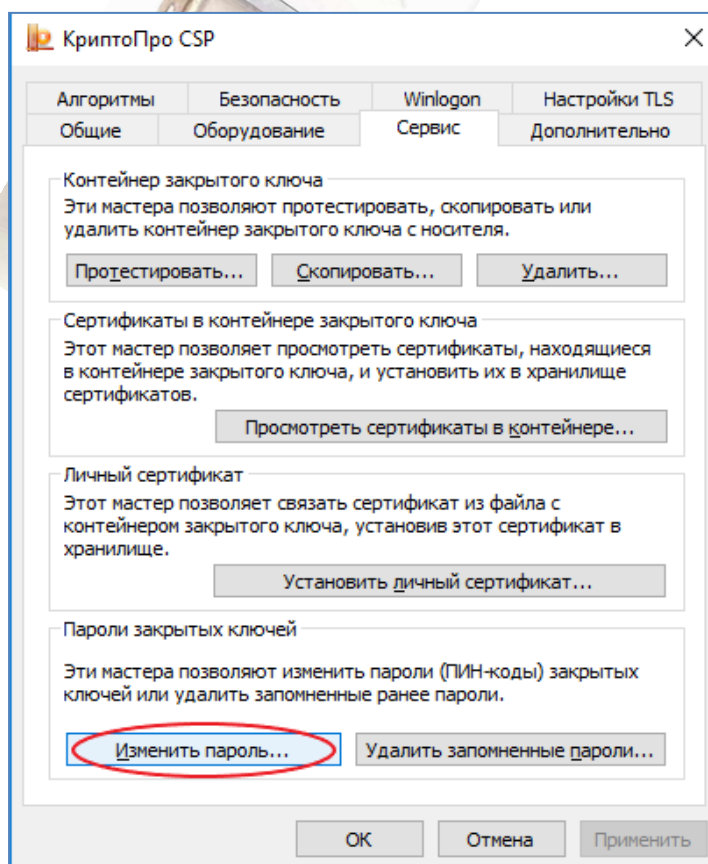 КриптоПро CSP
Алгоритмы Безопасность Winlogon Настройки TLS
Общие Оборудование Сервис Дополнительно
Контейнер закрытого ключа
Эти мастера позволяют протестировать, скопировать или
удалить контейнер закрытого ключа с носителя.
Протестировать... Скопировать... Удалить...
Сертификаты в контейнере закрытого ключа
Этот мастер позволяет просмотреть сертификаты, находящиеся
в контейнере закрытого ключа, и установить их в хранилище
сертификатов.
Просмотреть сертификаты в контейнере...
Личный сертификат
Этот мастер позволяет связать сертификат из файла с
контейнером закрытого ключа, установив этот сертификат в
хранилище.
Установить личный сертификат...
Пароли закрытых ключей
Эти мастера позволяют изменить пароли (ПИН-коды) закрытых
ключей или удалить запомненные ранее пароли.
Изменить пароль... Удалить запомненные пароли...
ОК Отмена Применить